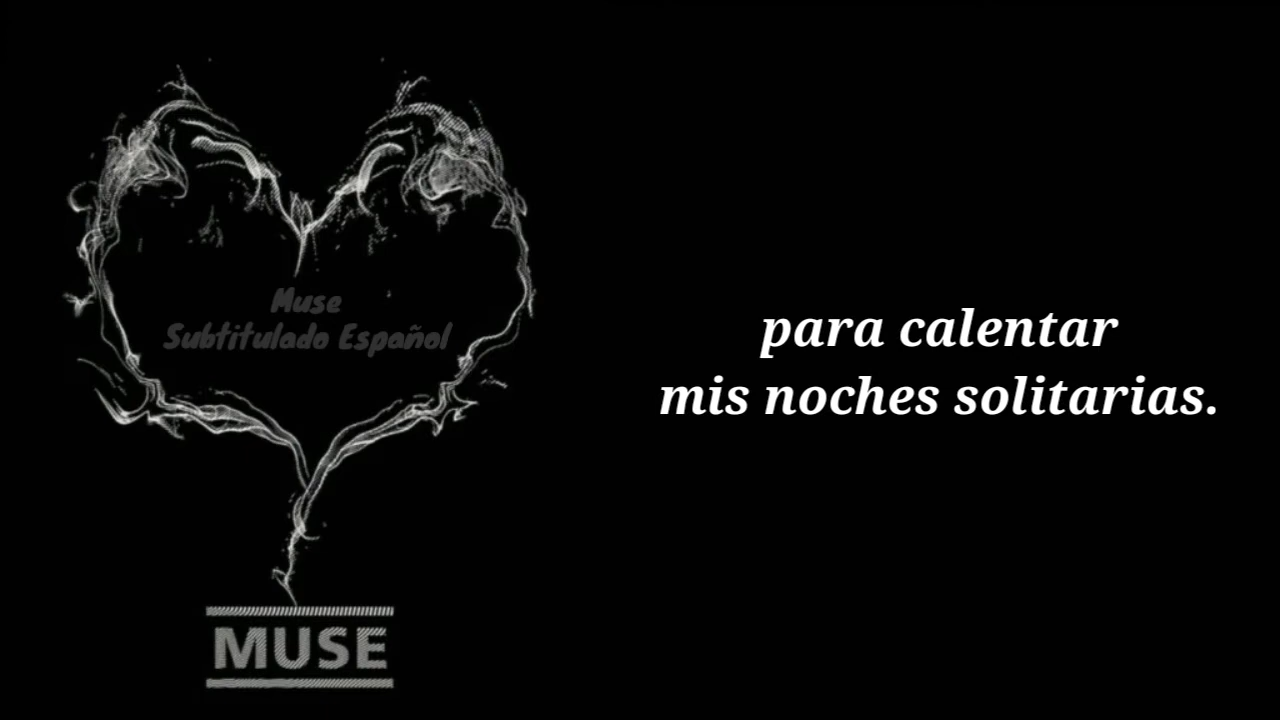 Muse
Subtitulado Español
MUSE
para calentar
mis noches solitarias.